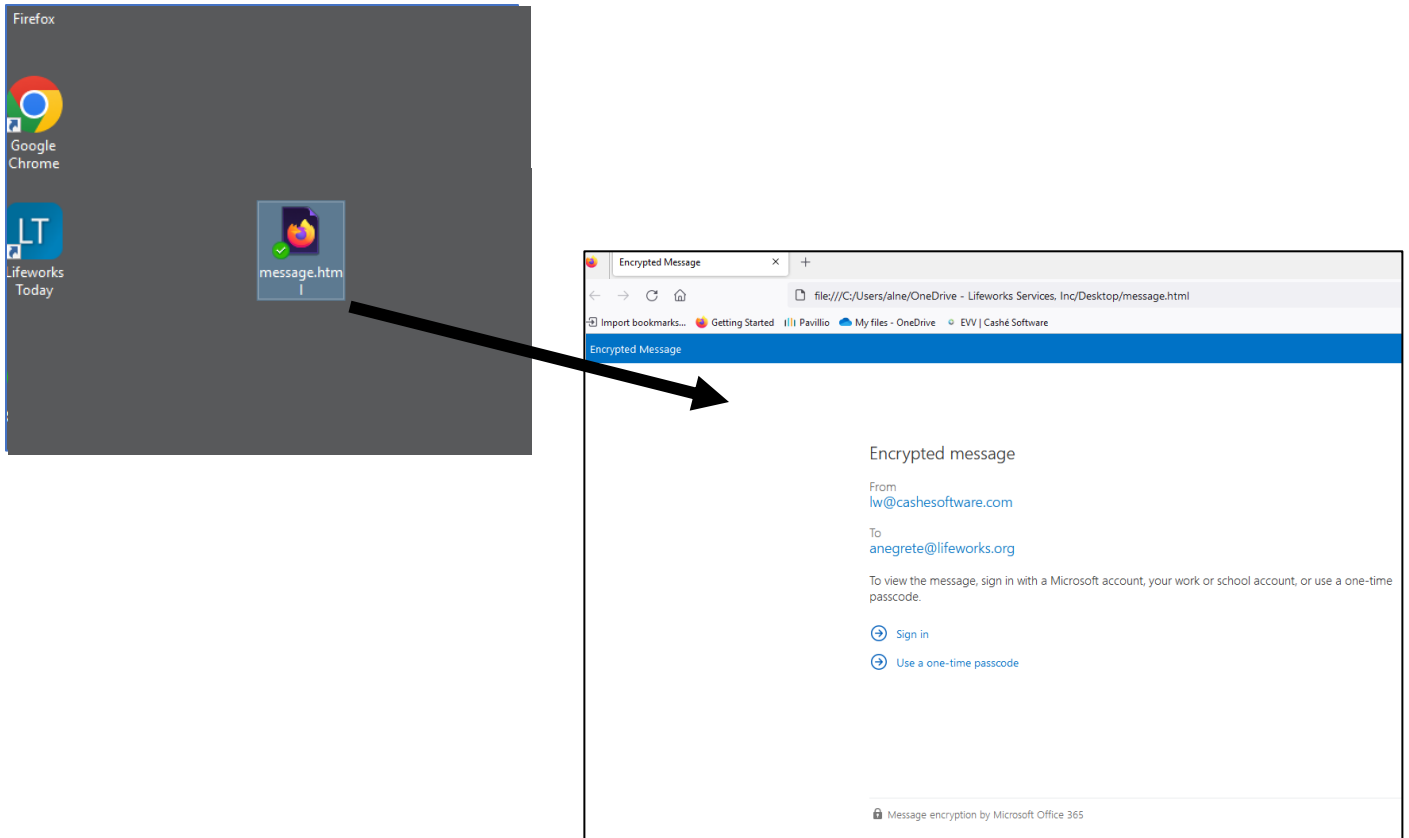 Firefox
Google
Chrome
LT
Lifeworks
Today
message.htm
l
Encrypted Message
file:///C:/Users/alne/OneDrive - Lifeworks Services, Inc/Desktop/message.html
Import bookmarks... Getting Started Pavillio My files - OneDrive EVV | Cashé Software
Encrypted Message
Encrypted message
From
lw@cashesoftware.com
To
anegrete@lifeworks.org
To view the message, sign in with a Microsoft account, your work or school account, or use a one-time
passcode.
Sign in
Use a one-time passcode
Message encryption by Microsoft Office 365